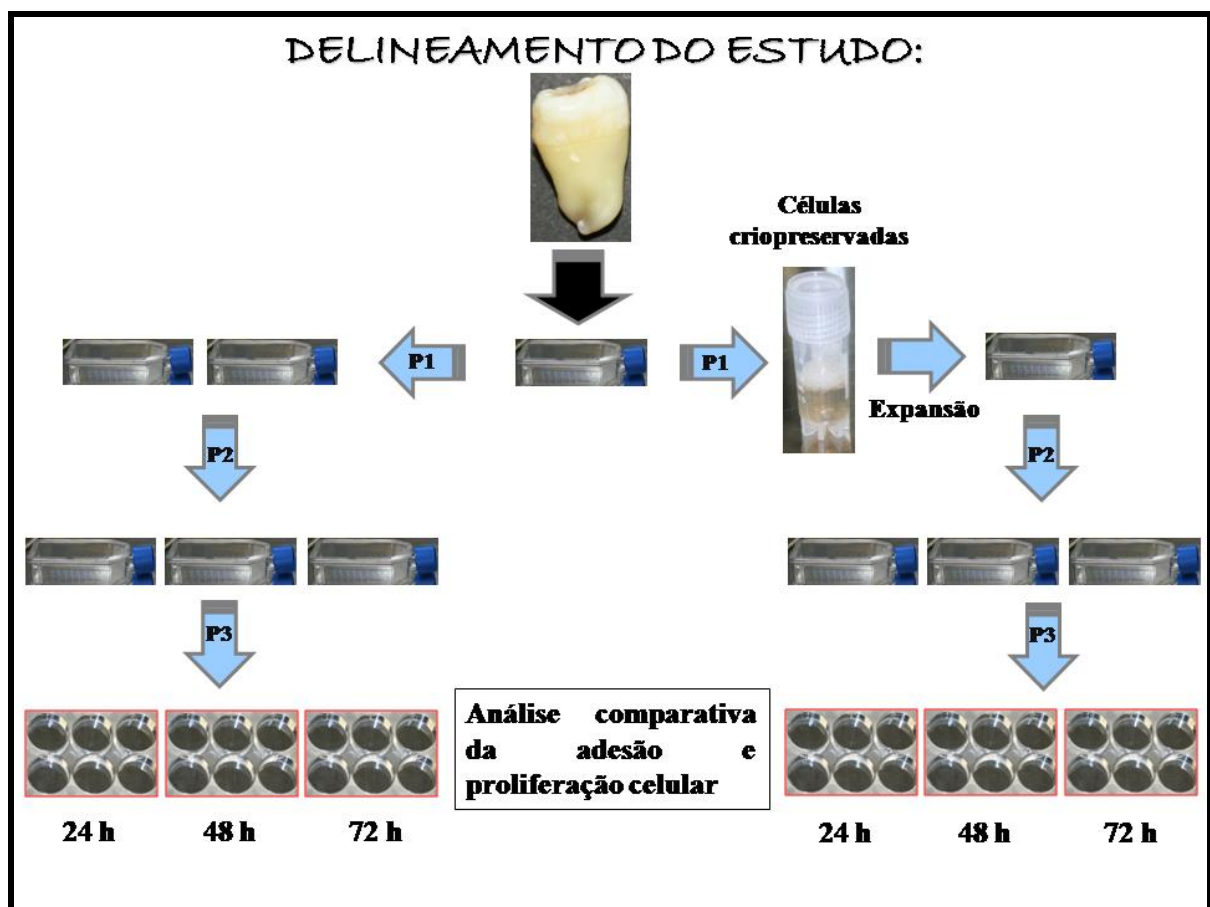 DELINEAMENTO DO ESTUDO:
Células
criopreservadas
P1
P1
Expansão
P2
P2
P3
P3
Análise comparativa
da adesão e
proliferação celular
24 h 48 h 72 h
24 h 48 h 72 h